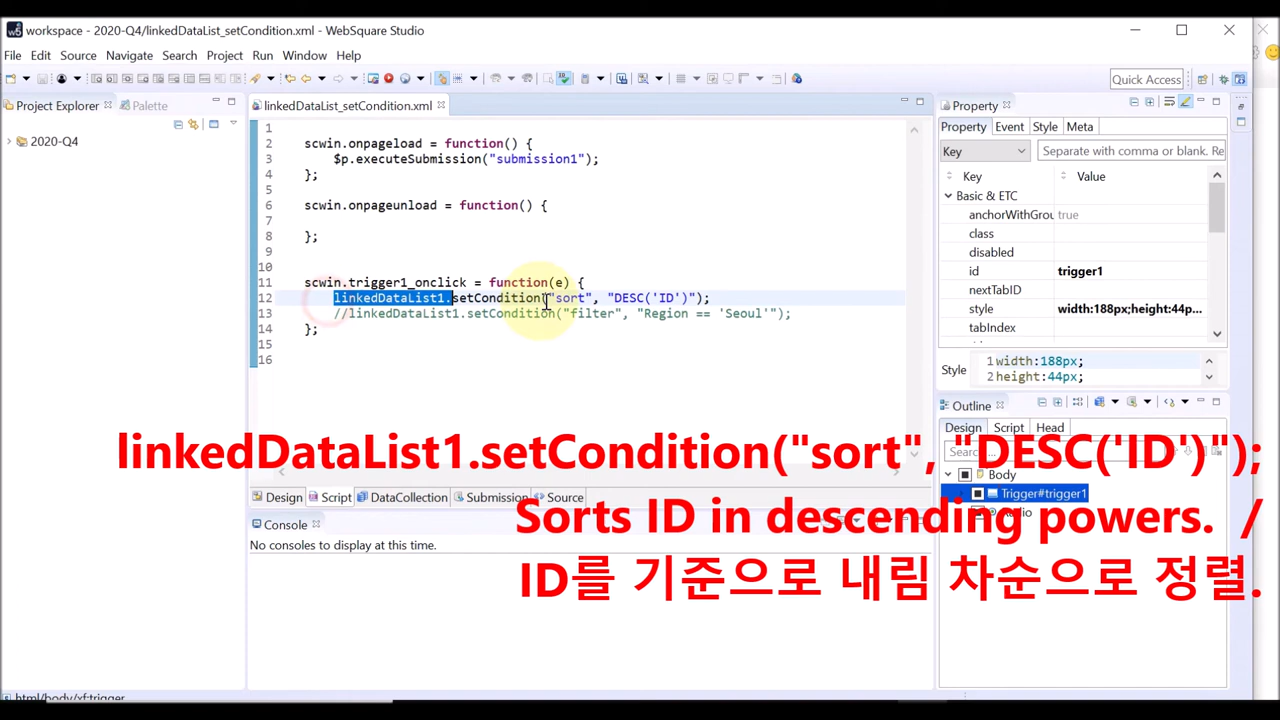 workspace - 2020-Q4/linkedDataList_setCondition.xml - WebSquare Studio
File Edit Source Navigate Search Project Run Window Help
Quick Access
Project Explorer
Palette
2020-Q4
linkedDataList_setCondition.xml
1
2 scwin.onpageload = function() {
3 $p.executeSubmission("submission1");
4 };
5
6 scwin.onpageunload = function() {
7
8 };
9
10
11 scwin.trigger1_onclick = function(e) {
12 linkedDataList1.setCondition("sort", "DESC('ID')");
13 //linkedDataList1.setCondition("filter", "Region == 'Seoul'");
14 };
15
16
Design Script DataCollection Submission Source
Console
No consoles to display at this time.
Property
Property Event Style Meta
Key
Separate with comma or blank. Re
Key Value
Basic & ETC
anchorWithGrou true
class
disabled
id trigger1
nextTabID
style width:188px;height:44p...
tabIndex
Style
1 width:188px;
2 height:44px;
Outline
Design Script Head
Body
Trigger#trigger1
linkedDataList1.setCondition("sort", "DESC('ID')");
Sorts ID in descending powers. /
ID를 기준으로 내림 차순으로 정렬.
html/body/xf:trigger